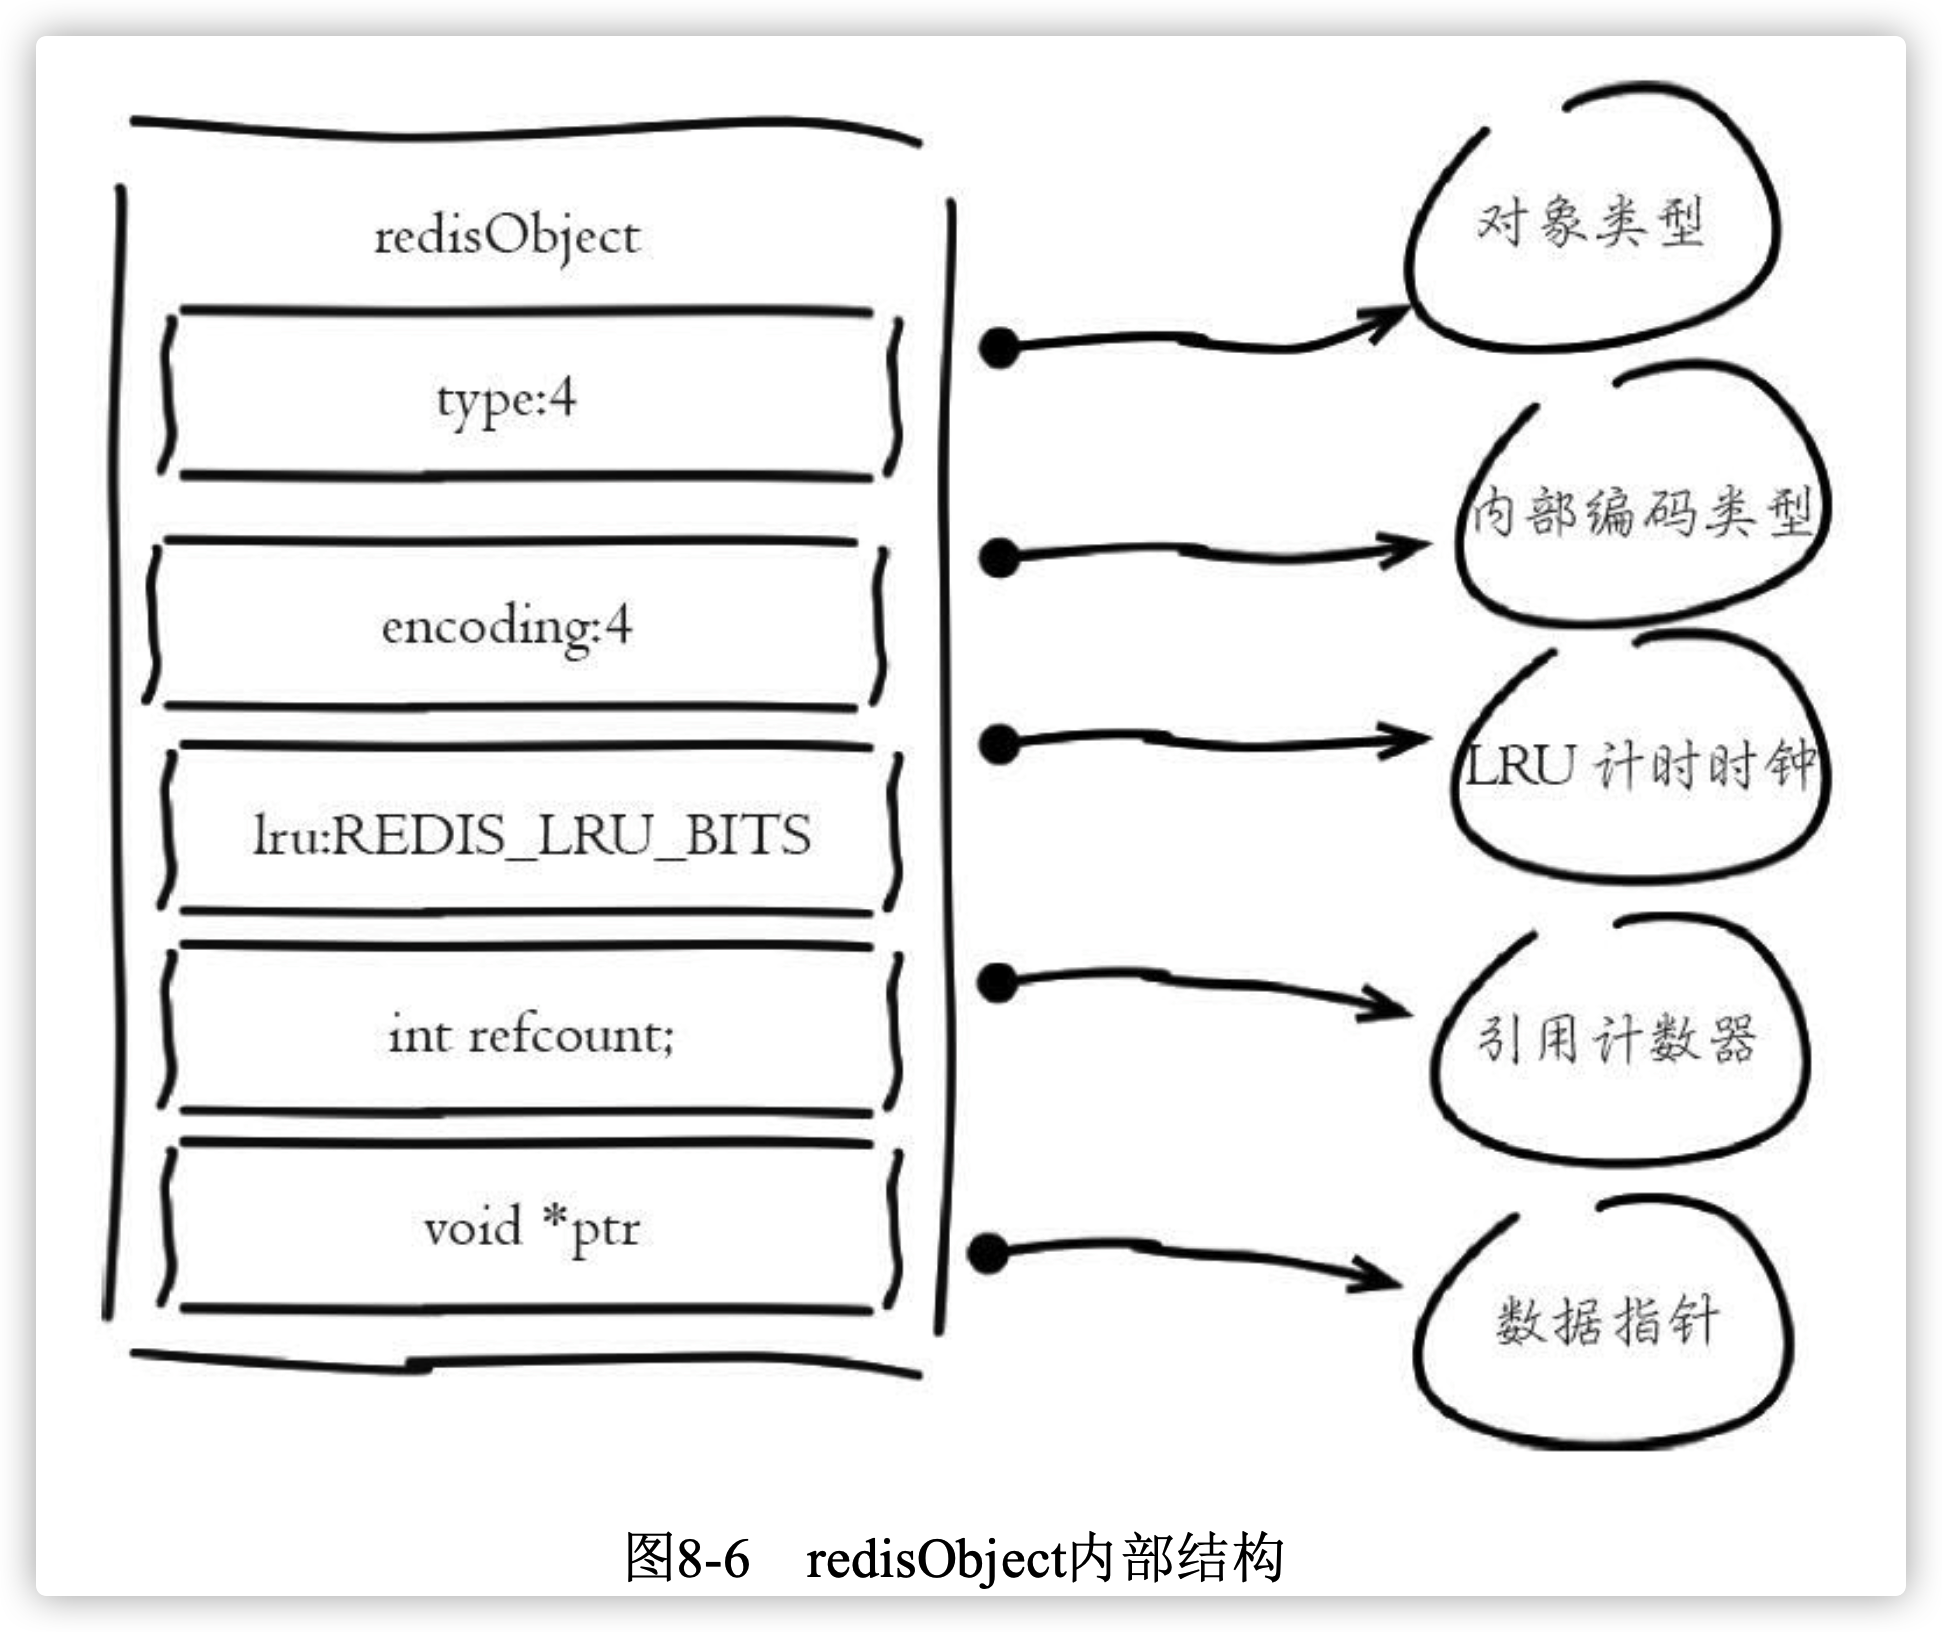 redisObject
type:4
对象类型
encoding:4
内部编码类型
lru:REDIS_LRU_BITS
LRU 计时时钟
int refcount;
引用计数器
void *ptr
数据指针
图8-6 redisObject内部结构